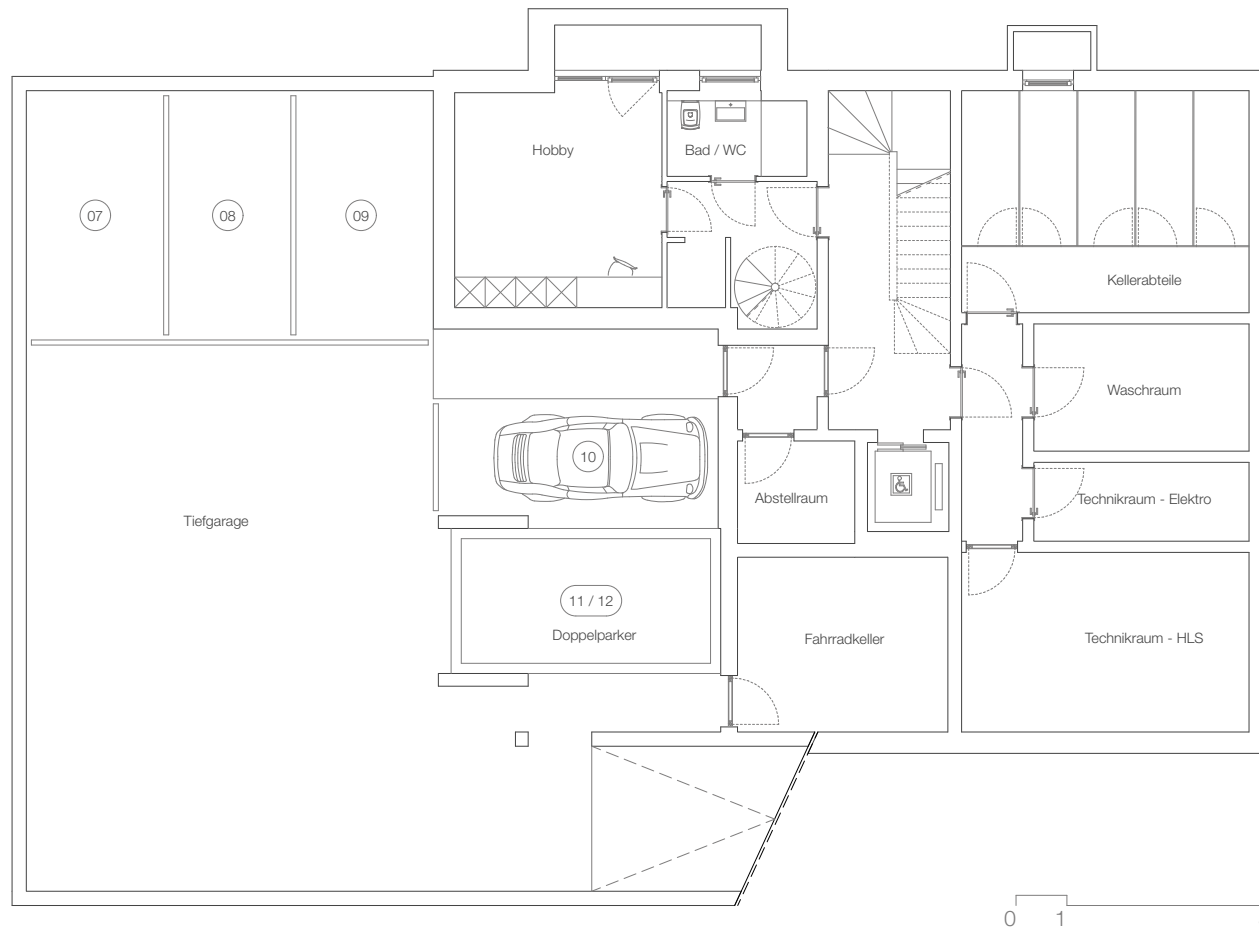 Hobby
Bad / WC
07
08
09
Kellerabteile
Waschraum
10
Abstellraum
Technikraum - Elektro
Tiefgarage
11 / 12
Doppelparker
Fahrradkeller
Technikraum - HLS
0 1